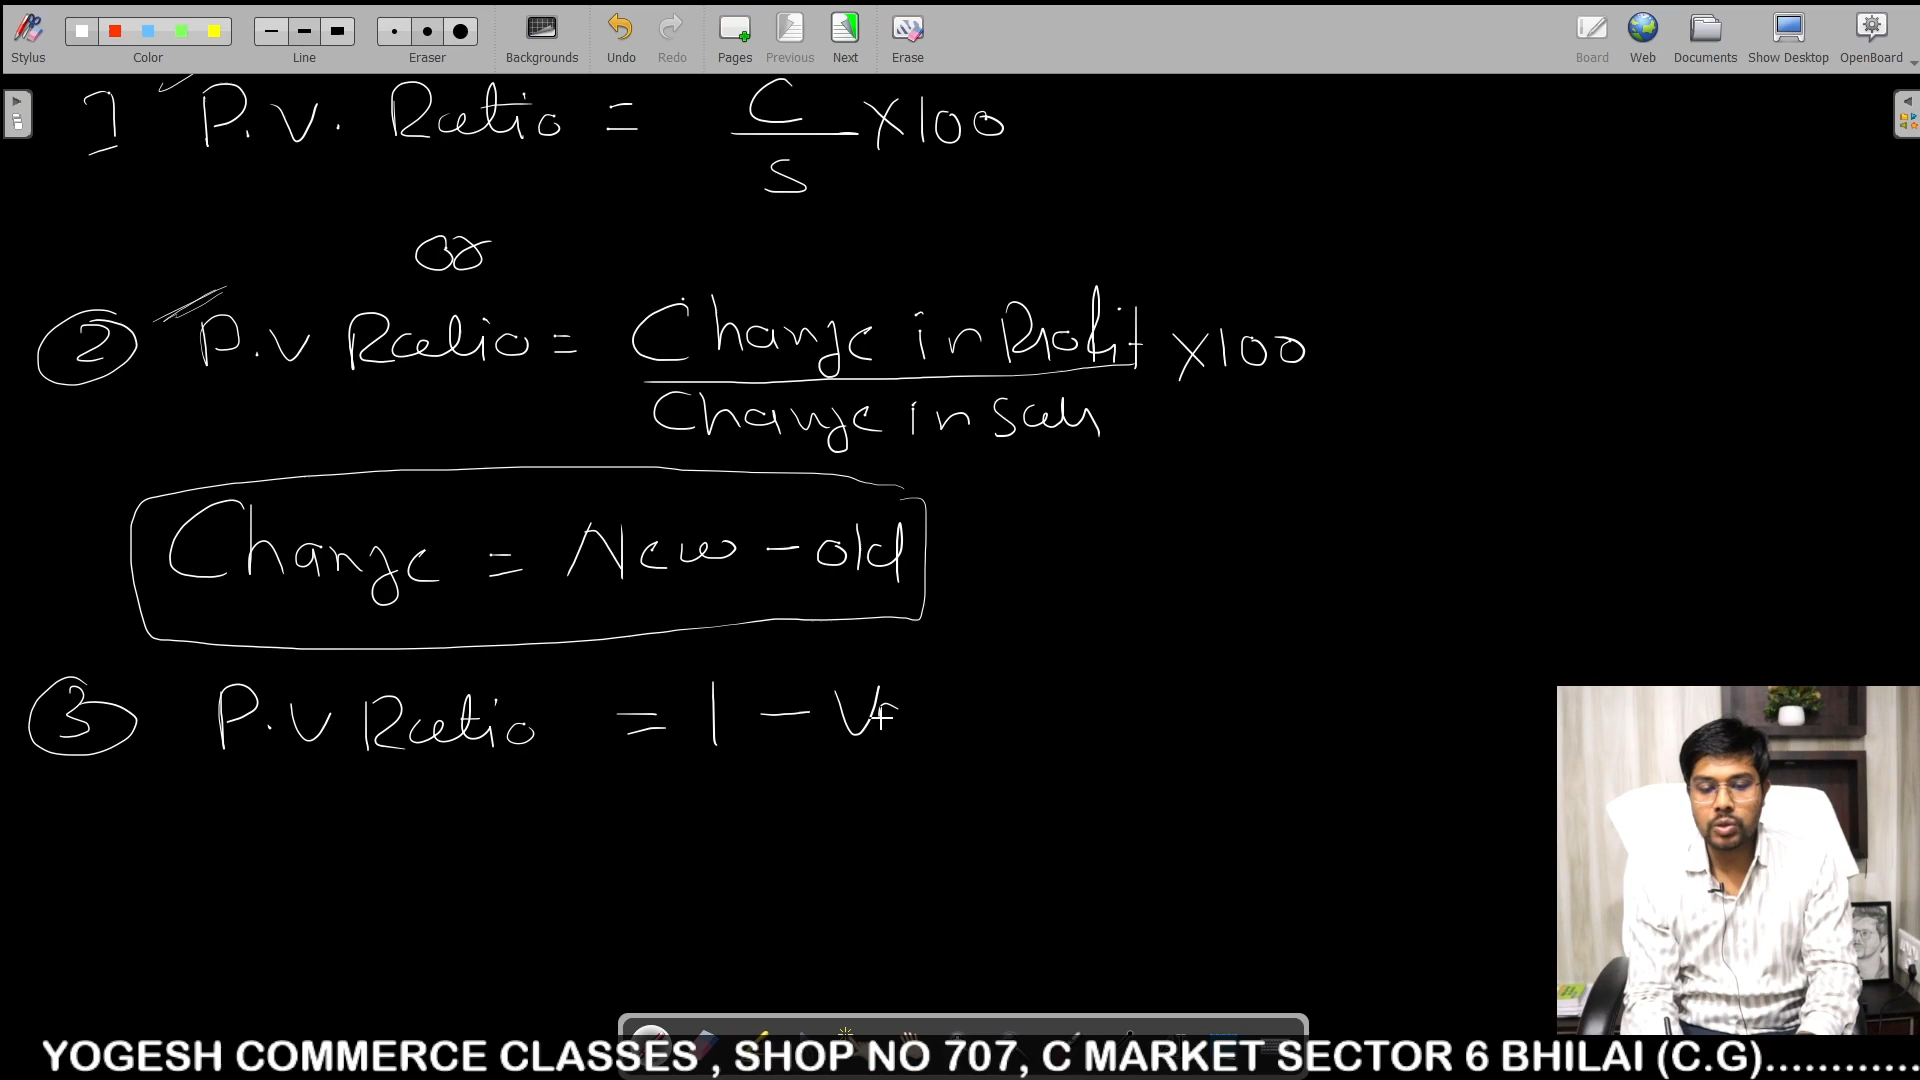 Stylus Color Line Eraser Backgrounds Undo Redo Pages Previous Next Erase Board Web Documents Show Desktop OpenBoard
1 P.V. Ratio = C/S X100
or
2 P.V Ratio = Change in Profit X100
Change in Sales
Change = New - old
3 P.V Ratio = 1 - V
YOGESH COMMERCE CLASSES , SHOP NO 707, C MARKET SECTOR 6 BHILAI (C.G)............